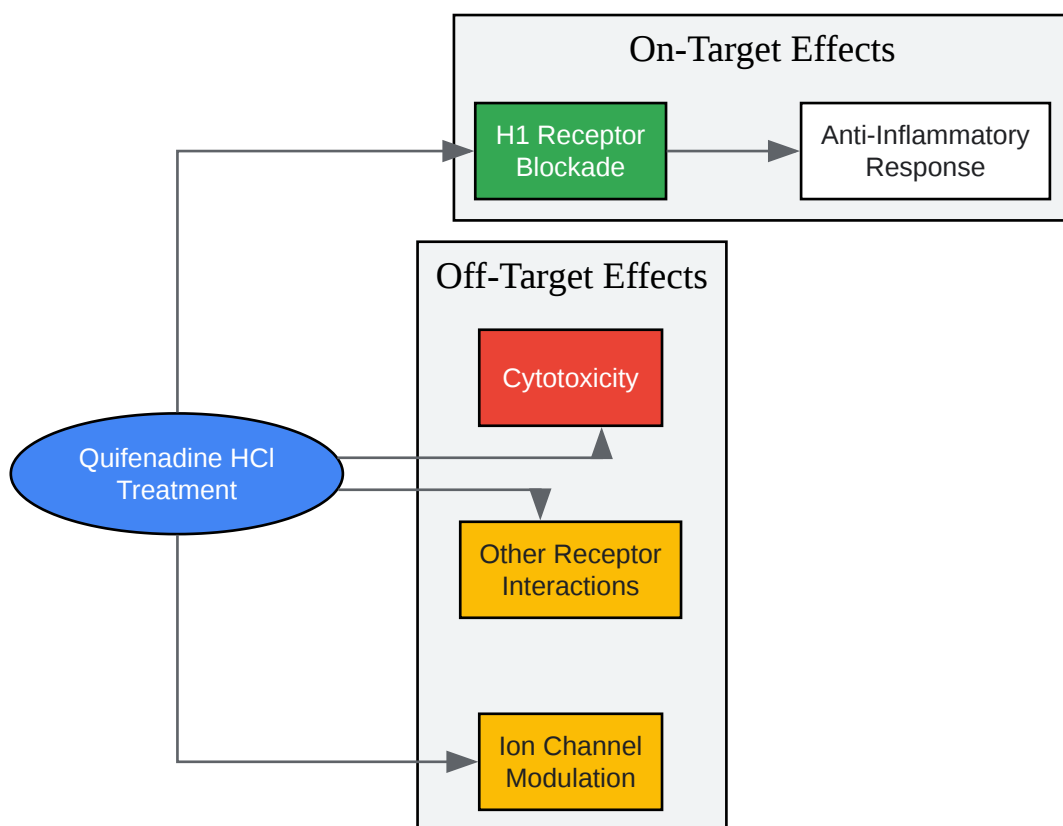 On-Target Effects
H1 Receptor
Blockade
Anti-Inflammatory
Response
Off-Target Effects
Cytotoxicity
Quifenadine HCl
Treatment
Other Receptor
Interactions
Ion Channel
Modulation